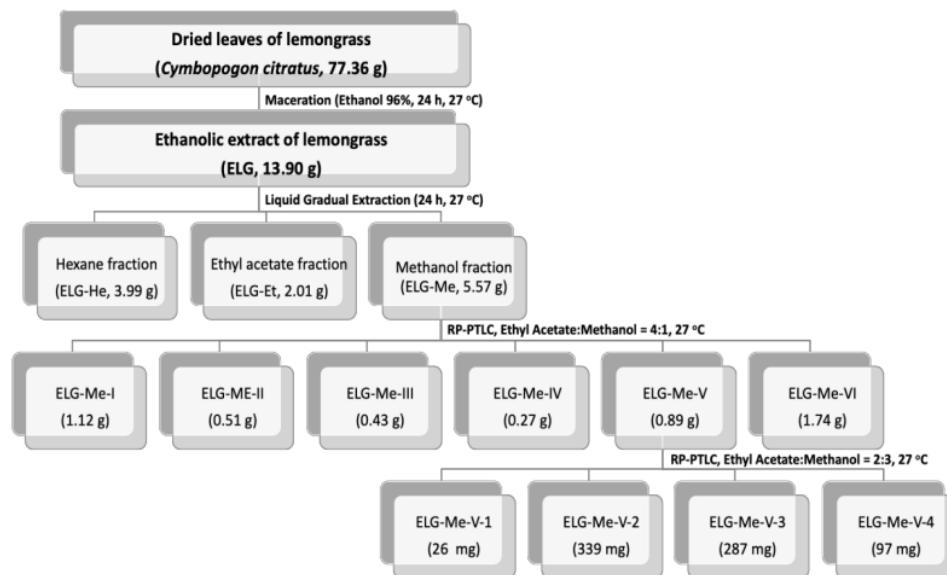 Dried leaves of lemongrass
(Cymbopogon citratus, 77.36 g)
Maceration (Ethanol 96%, 24 h, 27 °C)
Ethanolic extract of lemongrass
(ELG, 13.90 g)
Liquid Gradual Extraction (24 h, 27 °C)
Hexane fraction
(ELG-He, 3.99 g)
Ethyl acetate fraction
(ELG-Et, 2.01 g)
Methanol fraction
(ELG-Me, 5.57 g)
RP-PTLC, Ethyl Acetate:Methanol = 4:1, 27 °C
ELG-Me-I
(1.12 g)
ELG-ME-II
(0.51 g)
ELG-Me-III
(0.43 g)
ELG-Me-IV
(0.27 g)
ELG-Me-V
(0.89 g)
ELG-Me-VI
(1.74 g)
RP-PTLC, Ethyl Acetate:Methanol = 2:3, 27 °C
ELG-Me-V-1
(26 mg)
ELG-Me-V-2
(339 mg)
ELG-Me-V-3
(287 mg)
ELG-Me-V-4
(97 mg)